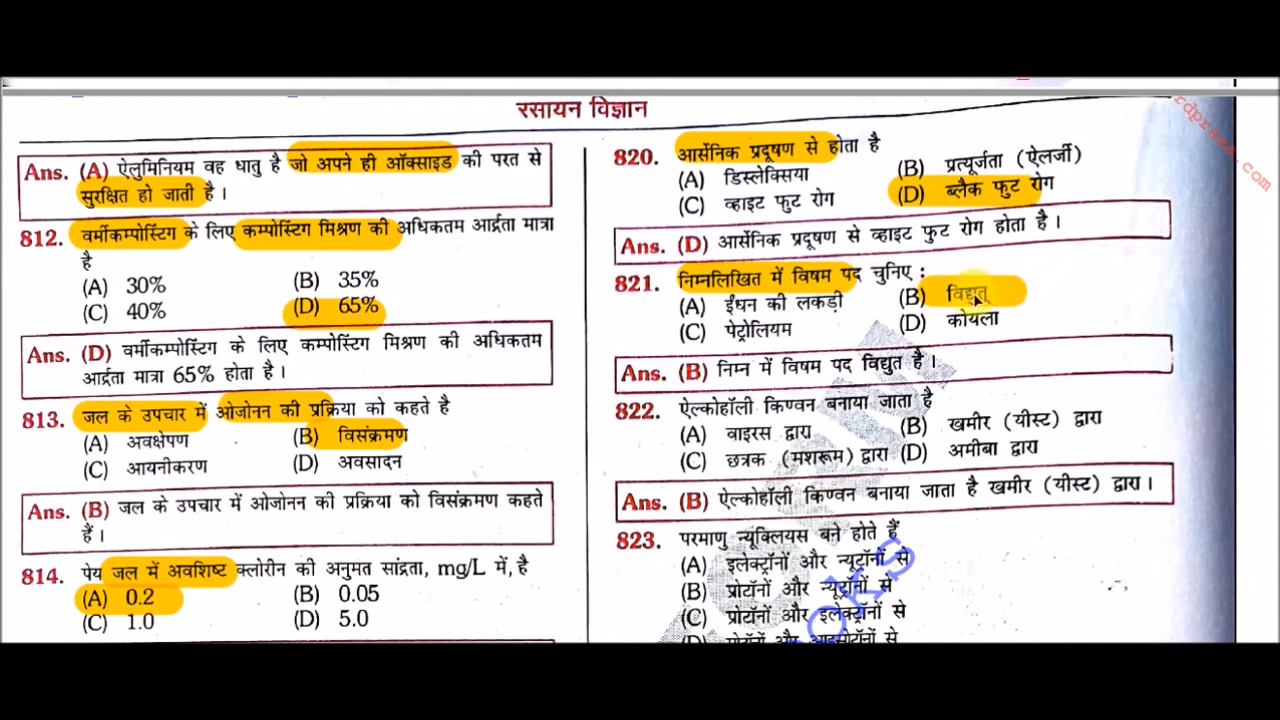 रसायन विज्ञान
Ans. (A) ऐलुमिनियम वह धातु है जो अपने ही ऑक्साइड की परत से
सुरक्षित हो जाती है।
812. वर्मीकम्पोस्टिग के लिए कम्पोस्टिंग मिश्रण की अधिकतम आर्द्रता मात्रा
है
(A) 30% (B) 35%
(C) 40% (D) 65%
Ans. (D) वर्मीकम्पोस्टिंग के लिए कम्पोस्टिंग मिश्रण की अधिकतम
आर्द्रता मात्रा 65% होता है।
813. जल के उपचार में ओजोनन की प्रक्रिया को कहते है
(A) अवक्षेपण (B) विसंक्रमण
(C) आयनीकरण (D) अवसादन
Ans. (B) जल के उपचार में ओजोनन की प्रक्रिया को विसंक्रमण कहते
हैं।
814. पेय जल में अवशिष्ट क्लोरीन की अनुमत सांद्रता, mg/L में, है
(A) 0.2 (B) 0.05
(C) 1.0 (D) 5.0
820. आर्सेनिक प्रदूषण से होता है
(A) डिस्लेक्सिया (B) प्रत्यूर्जता (ऐलर्जी)
(C) व्हाइट फुट रोग (D) ब्लैक फुट रोग
Ans. (D) आर्सेनिक प्रदूषण से व्हाइट फुट रोग होता है।
821. निम्नलिखित में विषम पद चुनिए :
(A) ईंधन की लकड़ी (B) विद्युत्
(C) पेट्रोलियम (D) कोयला
Ans. (B) निम्न में विषम पद विद्युत है।
822. ऐल्कोहॉली किण्वन बनाया जाता है
(A) वाइरस द्वारा (B) खमीर (यीस्ट) द्वारा
(C) छत्रक (मशरूम) द्वारा (D) अमीबा द्वारा
Ans. (B) ऐल्कोहॉली किण्वन बनाया जाता है खमीर (यीस्ट) द्वारा।
823. परमाणु न्यूक्लियस बने होते हैं
(A) इलेक्ट्रॉनों और न्यूट्रॉनों से
(B) प्रोटॉनों और न्यूट्रॉनों से
(C) प्रोटॉनों और इलेक्ट्रॉनों से
rdpress.com
OOKS